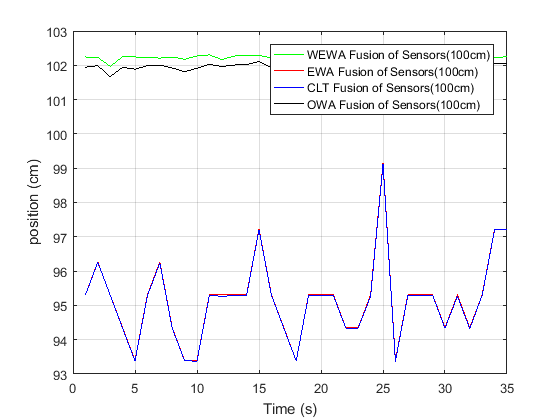 103
102
101
100
99
98
97
96
95
94
93
position (cm)
WEWA Fusion of Sensors(100cm)
EWA Fusion of Sensors(100cm)
CLT Fusion of Sensors(100cm)
OWA Fusion of Sensors(100cm)
0 5 10 15 20 25 30 35
Time (s)